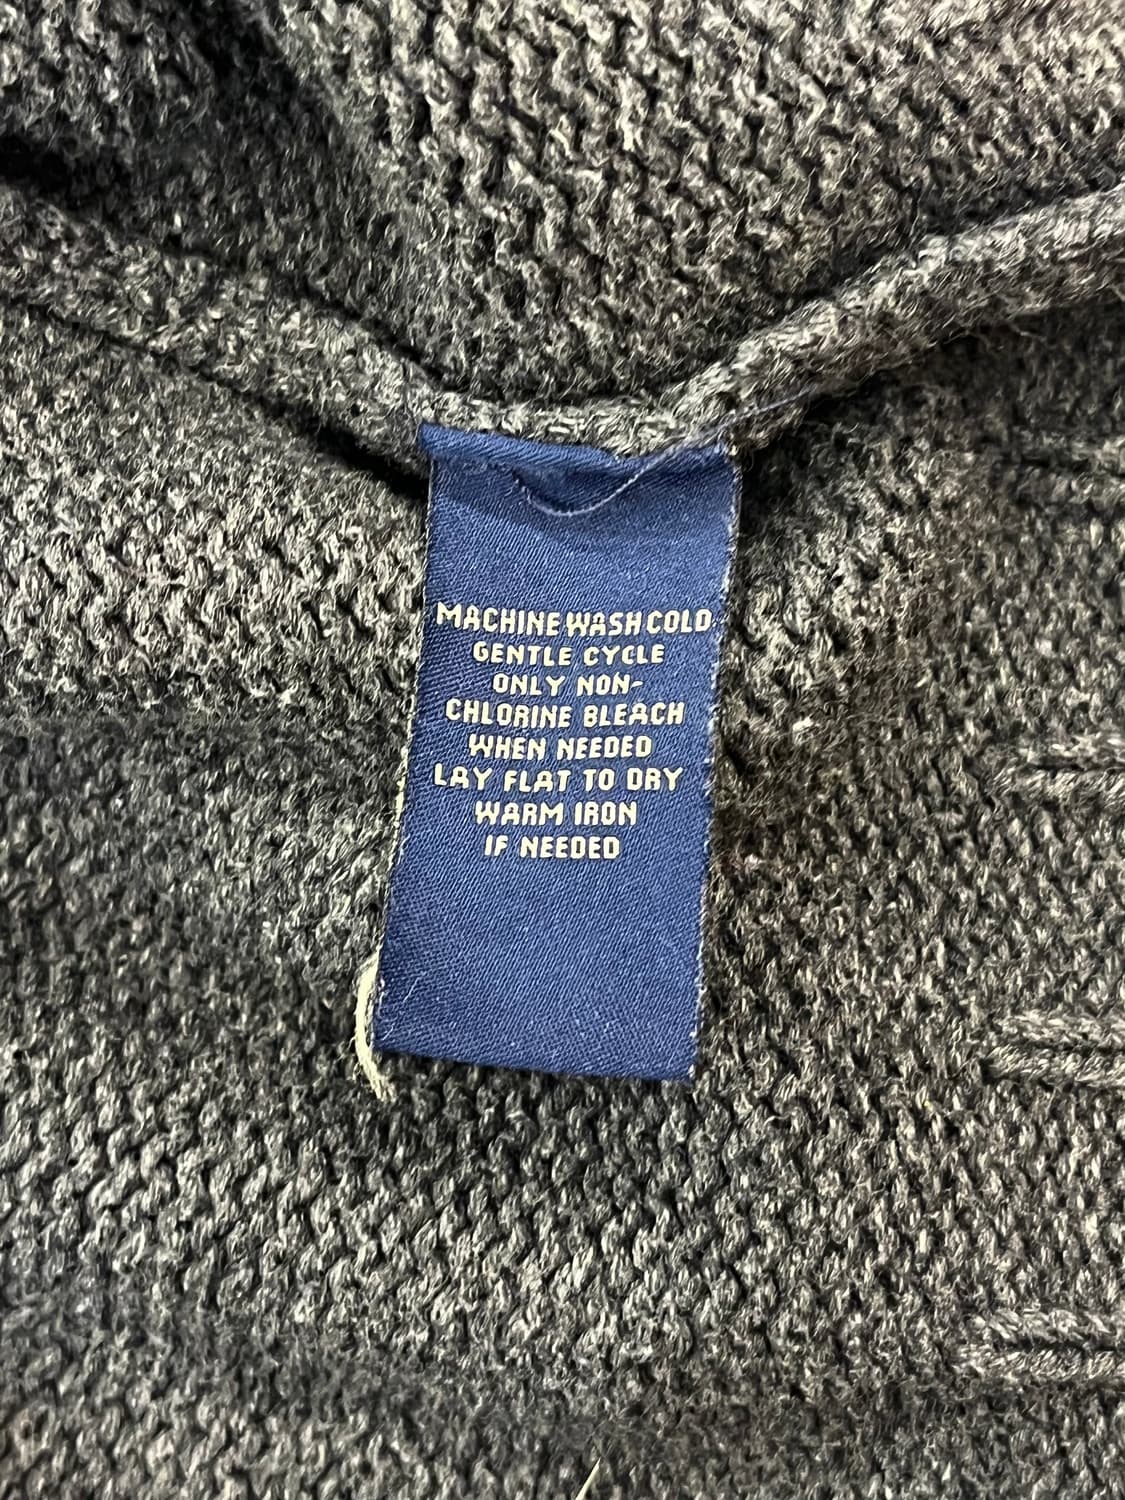 MACHINE WASH COLD
GENTLE CYCLE
ONLY NON-
CHLORINE BLEACH
WHEN NEEDED
LAY FLAT TO DRY
WARM IRON
IF NEEDED